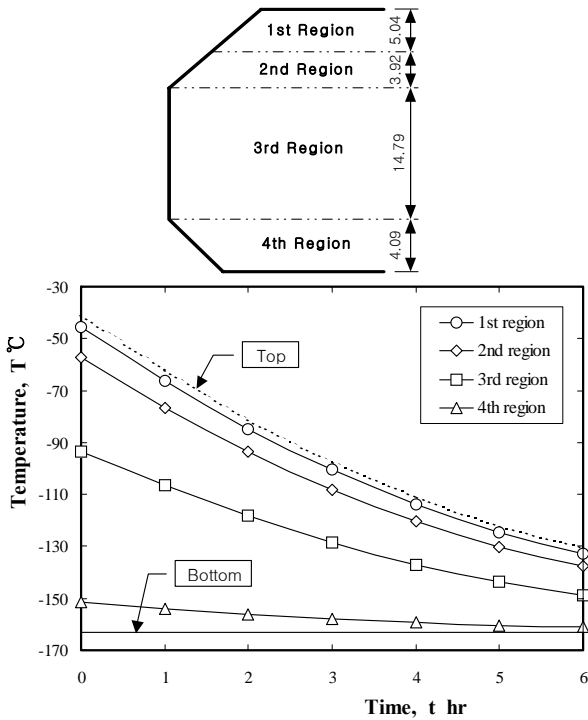 1st Region
5.04
2nd Region
3.92
3rd Region
14.79
4th Region
4.09
Temperature, T ℃
-30
-50
-70
-90
-110
-130
-150
-170
Top
Bottom
1st region
2nd region
3rd region
4th region
0
1
2
3
4
5
6
Time, t hr